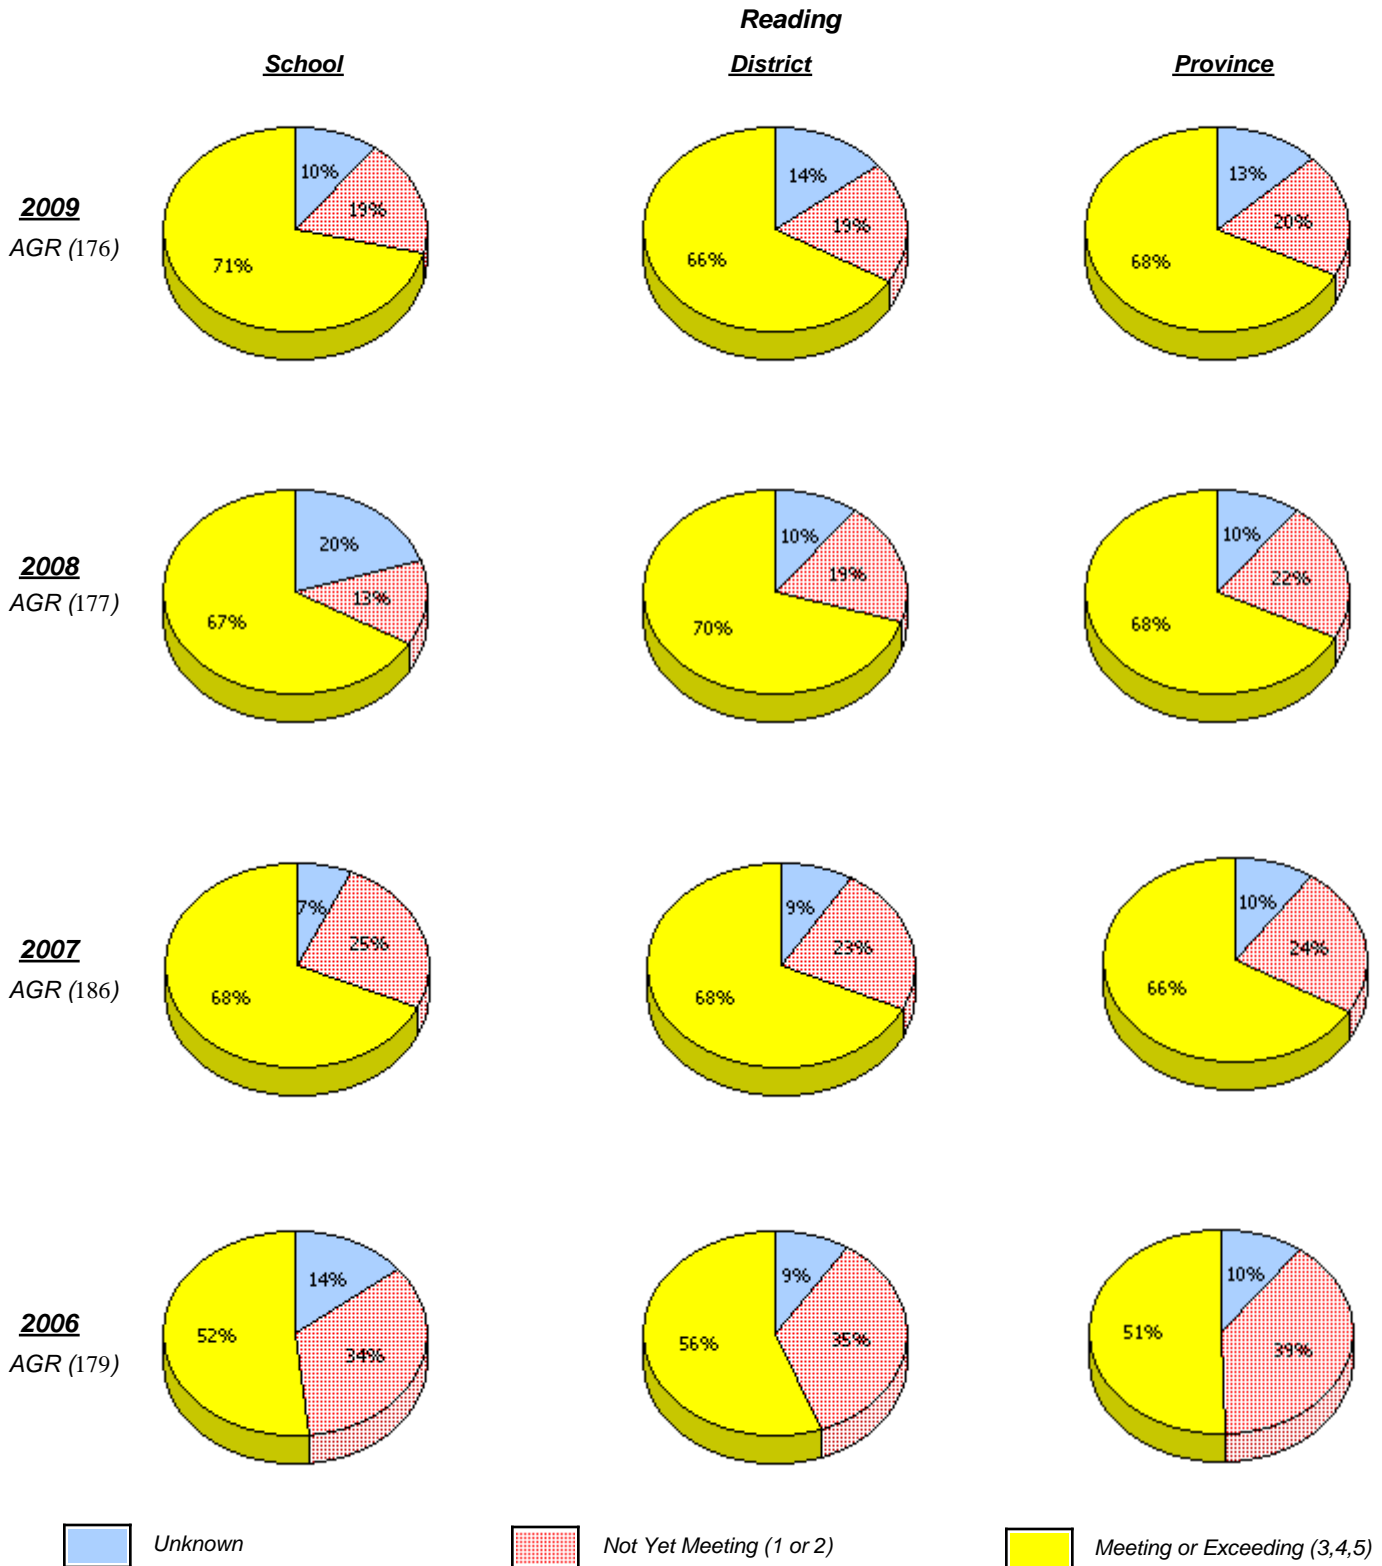 Reading
School District Province
10% 14% 13%
2009 19% 19% 20%
AGR (176)
71% 66% 68%
20% 10% 10%
2008 13% 19% 22%
AGR (177)
67% 70% 68%
7% 9% 10%
2007 25% 23% 24%
AGR (186)
68% 68% 66%
14% 9% 10%
2006 52% 56% 51%
AGR (179)
34% 35% 39%
Unknown Not Yet Meeting (1 or 2) Meeting or Exceeding (3,4,5)